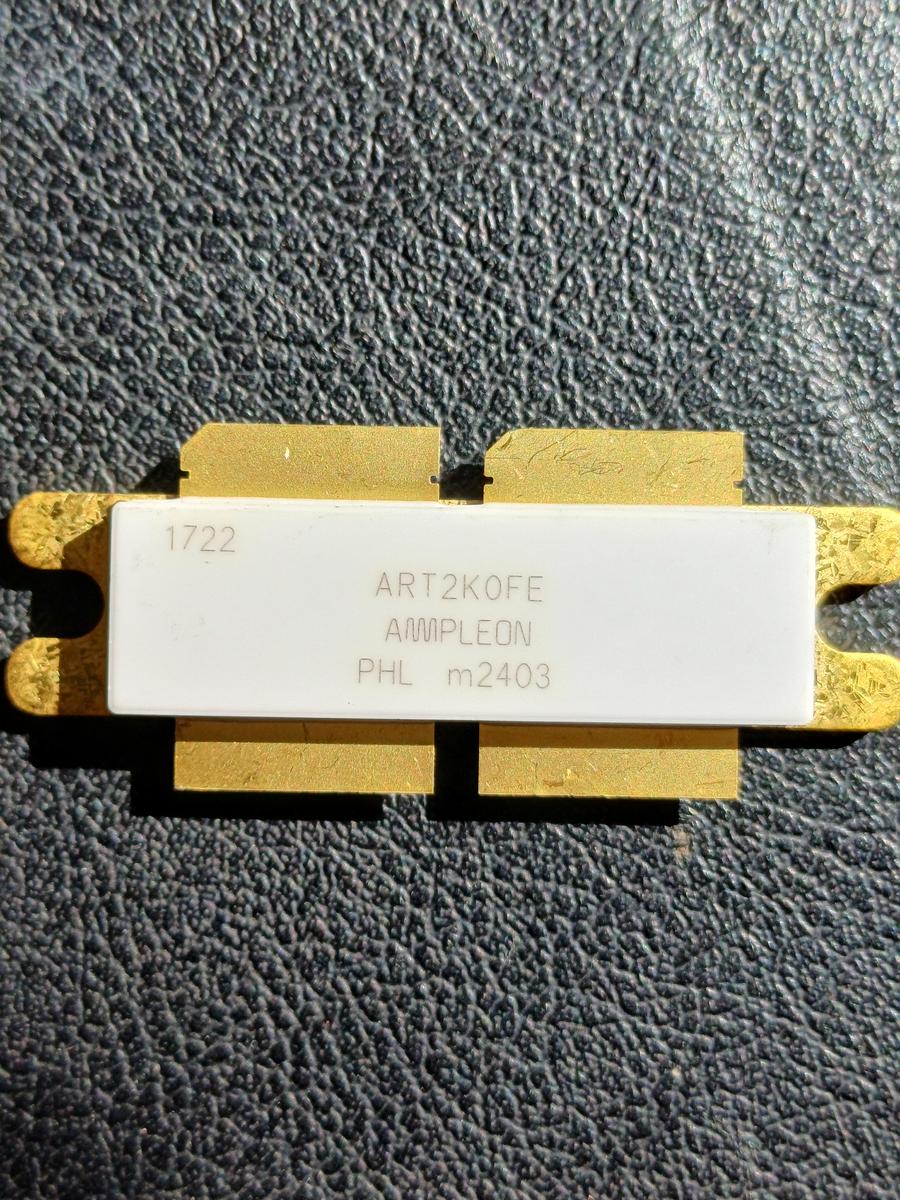 1722
ART2K0FE
AMPLEON
PHL m2403